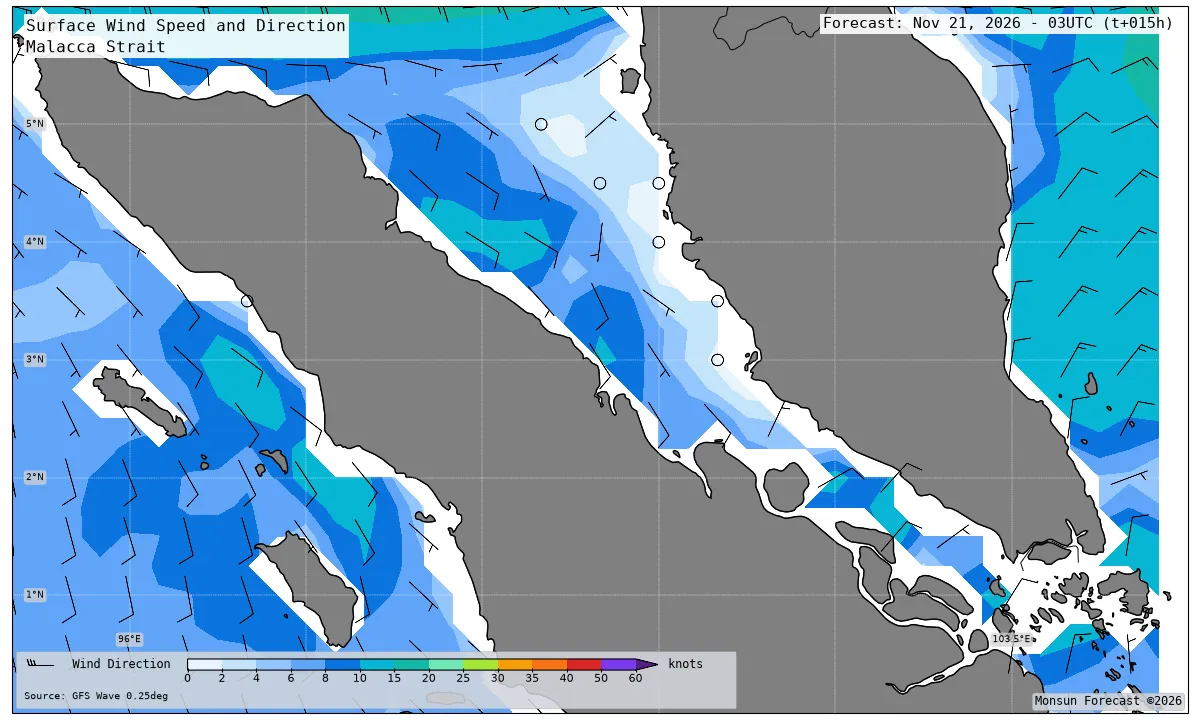 Surface Wind Speed and Direction
Malacca Strait
Forecast: Nov 21, 2026 - 03UTC (t+015h)
5°N
4°N
3°N
2°N
1°N
96°E
103.5°E
Wind Direction
0 2 4 6 8 10 15 20 25 30 35 40 50 60
knots
Source: GFS Wave 0.25deg
Monsun Forecast ©2026